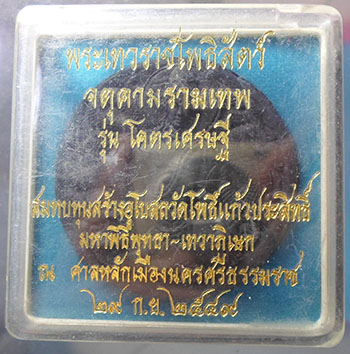 พระเทวราชโพธิสัตว์
จตุคามรามเทพ
รุ่น โคตรเศรษฐี
สมทบทุนสร้างอุโบสถวัดโพธิ์แก้วประสิทธิ์
มหาพิธีพุทธา~เทวาภิเษก
ณ ศาลหลักเมืองนครศรีธรรมราช
๒๙ ก.ย. ๒๕๔๙